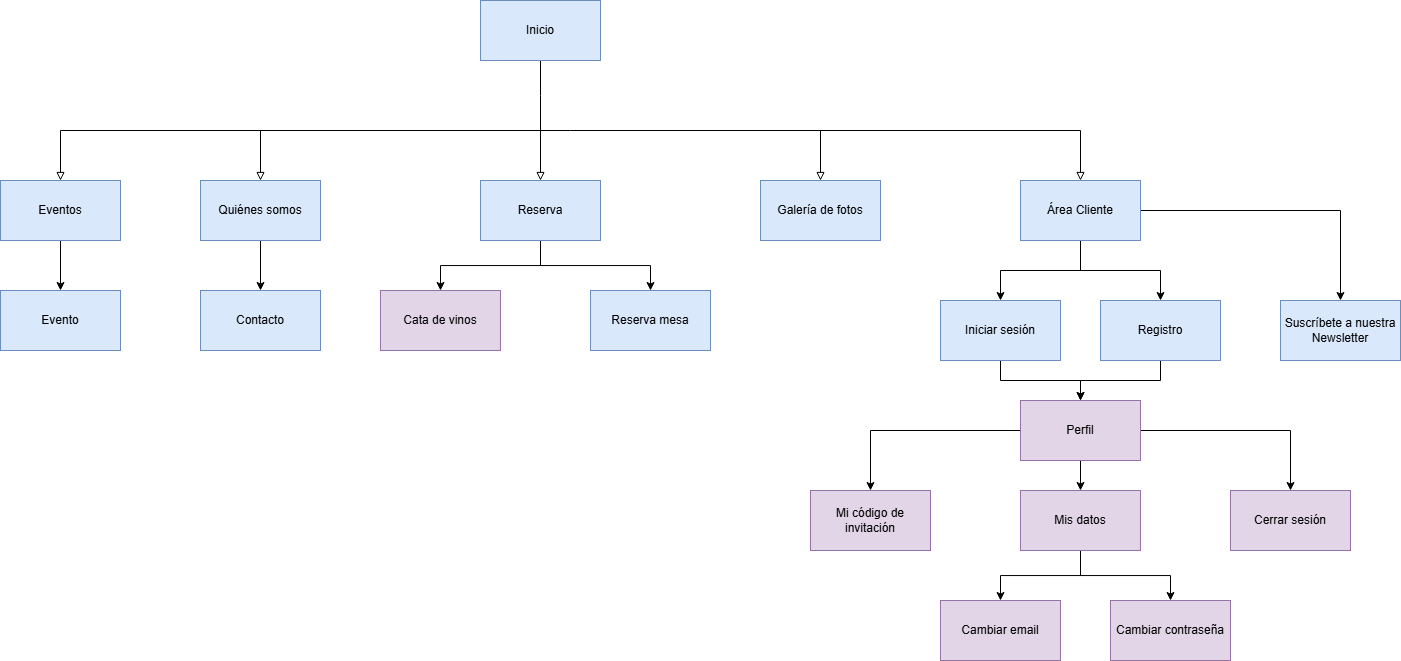 Inicio
Eventos
Quiénes somos
Reserva
Galería de fotos
Área Cliente
Evento
Contacto
Cata de vinos
Reserva mesa
Iniciar sesión
Registro
Suscríbete a nuestra
Newsletter
Perfil
Mi código de
invitación
Mis datos
Cerrar sesión
Cambiar email
Cambiar contraseña